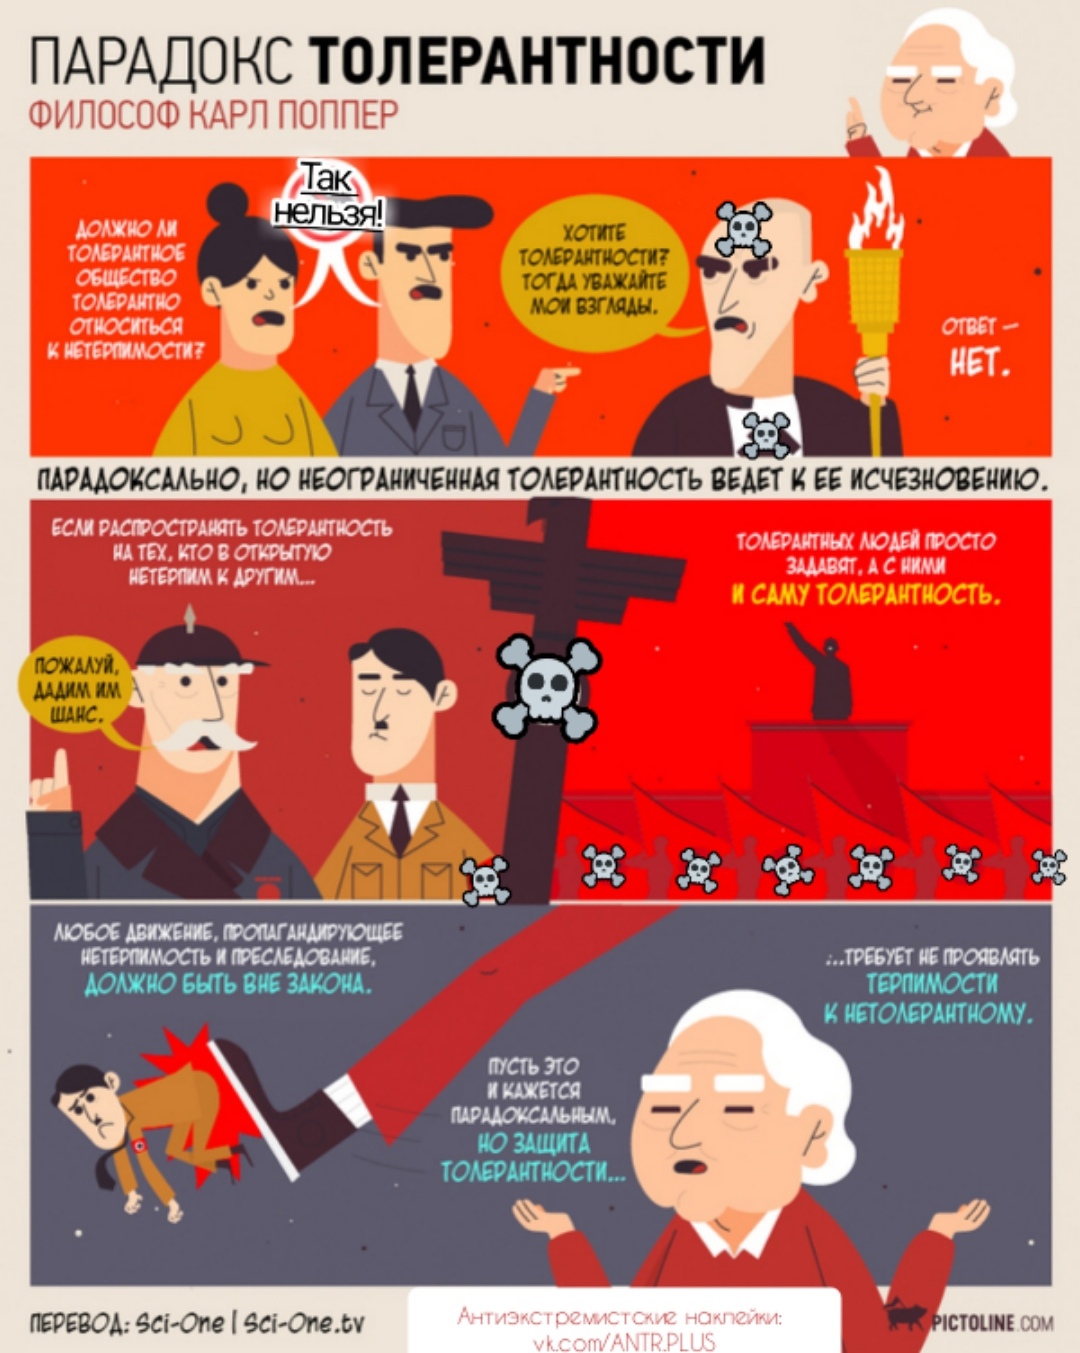 ПАРАДОКС ТОЛЕРАНТНОСТИ
ФИЛОСОФ КАРЛ ПОППЕР
ДОЛЖНО ЛИ
ТОЛЕРАНТНОЕ
ОБЩЕСТВО
ТОЛЕРАНТНО
ОТНОСИТЬСЯ
К НЕТЕРПИМОСТИ?
Так
нельзя!
ХОТИТЕ
ТОЛЕРАНТНОСТИ?
ТОГДА УВАЖАЙТЕ
МОИ ВЗГЛЯДЫ.
ОТВЕТ —
НЕТ.
ПАРАДОКСАЛЬНО, НО НЕОГРАНИЧЕННАЯ ТОЛЕРАНТНОСТЬ ВЕДЕТ К ЕЕ ИСЧЕЗНОВЕНИЮ.
ЕСЛИ РАСПРОСТРАНЯТЬ ТОЛЕРАНТНОСТЬ
НА ТЕХ, КТО В ОТКРЫТУЮ
НЕТЕРПИМ К ДРУГИМ...
ПОЖАЛУЙ,
ДАДИМ ИМ
ШАНС.
ТОЛЕРАНТНЫХ ЛЮДЕЙ ПРОСТО
ЗАДАВЯТ, А С НИМИ
И САМУ ТОЛЕРАНТНОСТЬ.
ЛЮБОЕ ДВИЖЕНИЕ, ПРОПАГАНДИРУЮЩЕЕ
НЕТЕРПИМОСТЬ И ПРЕСЛЕДОВАНИЕ,
ДОЛЖНО БЫТЬ ВНЕ ЗАКОНА.
ПУСТЬ ЭТО
И КАЖЕТСЯ
ПАРАДОКСАЛЬНЫМ,
НО ЗАЩИТА
ТОЛЕРАНТНОСТИ...
...ТРЕБУЕТ НЕ ПРОЯВЛЯТЬ
ТЕРПИМОСТИ
К НЕТОЛЕРАНТНОМУ.
ПЕРЕВОД: Sci-One | Sci-One.tv
Антиэкстремистские наклейки:
vk.com/ANTR.PLUS
PICTOLINE.COM